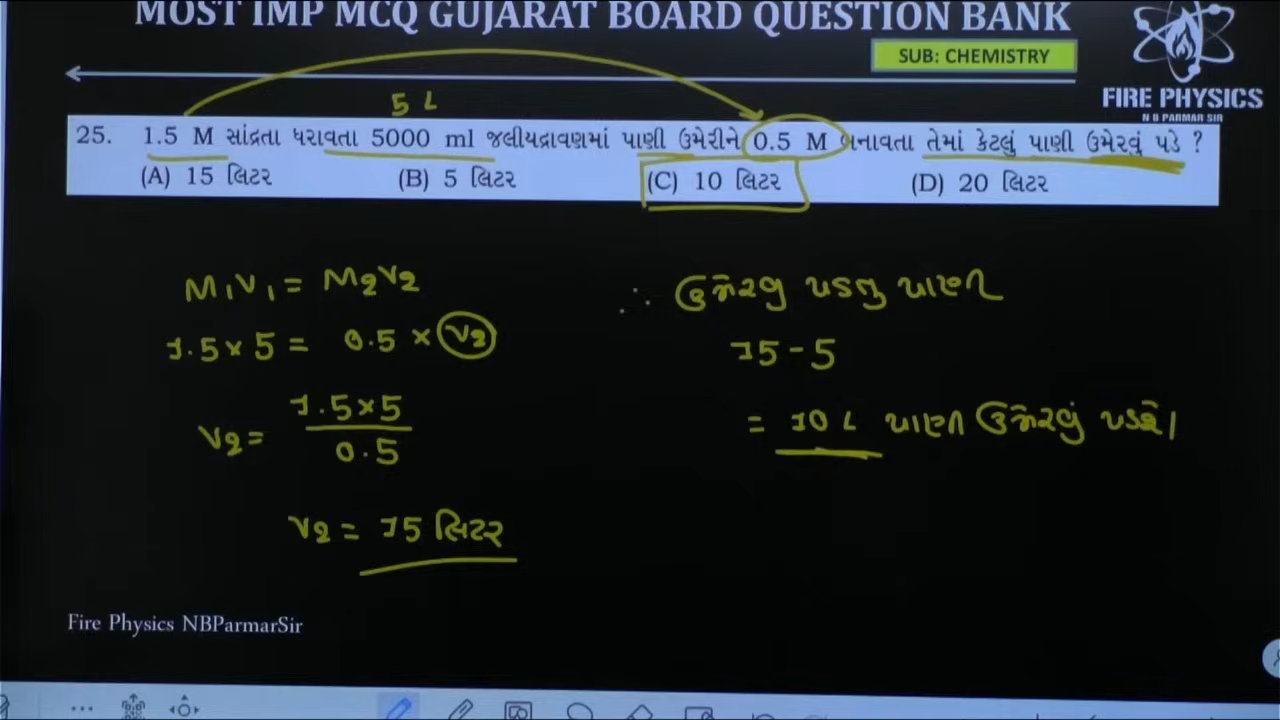 MOST IMP MCQ GUJARAT BOARD QUESTION BANK
SUB: CHEMISTRY
FIRE PHYSICS
N B PARMAR SIR
5 L
25. 1.5 M સાંદ્રતા ધરાવતા 5000 ml જલીયદ્રાવણમાં પાણી ઉમેરીને 0.5 M બનાવતા તેમાં કેટલું પાણી ઉમેરવું પડે ?
(A) 15 લિટર (B) 5 લિટર (C) 10 લિટર (D) 20 લિટર
M₁V₁ = M₂V₂
1.5 × 5 = 0.5 × V₂
V₂ = 1.5 × 5 / 0.5
V₂ = 15 લિટર
∴ ઉમેરવુ પડતુ પાણી
15 - 5
= 10 L પાણી ઉમેરવું પડશે।
Fire Physics NBParmarSir